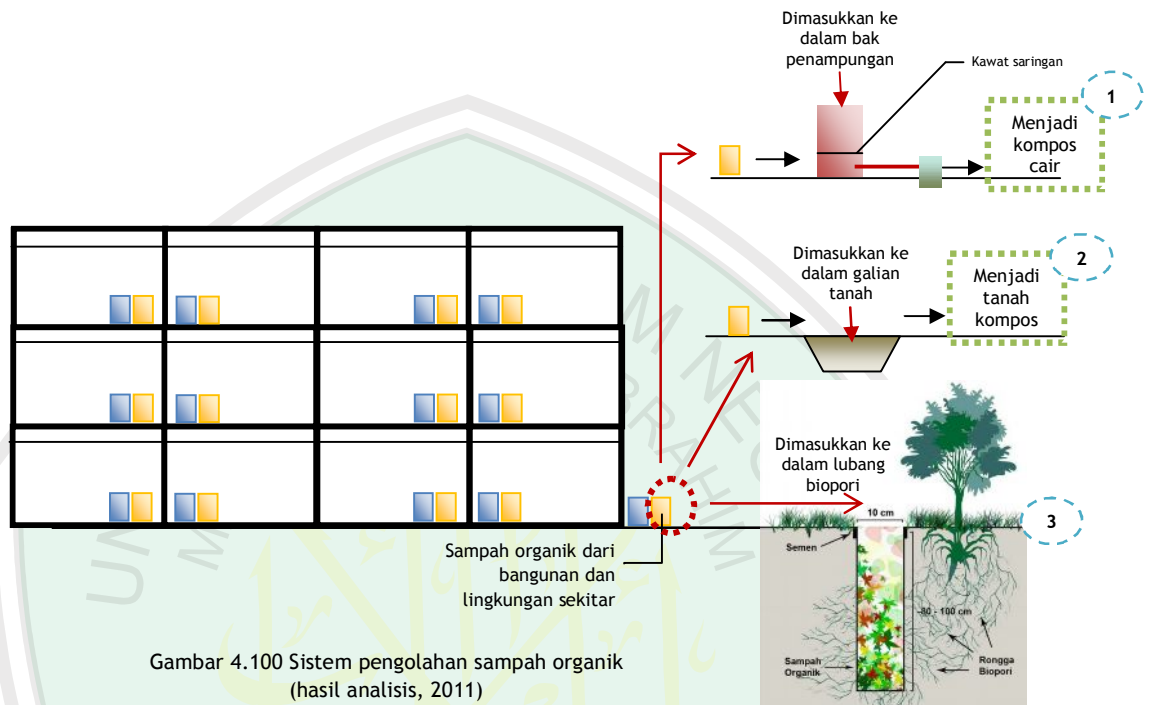 Dimasukkan ke
dalam bak
penampungan
Kawat saringan
1
Menjadi
kompos
cair
Dimasukkan ke
dalam galian
tanah
2
Menjadi
tanah
kompos
Dimasukkan ke
dalam lubang
biopori
10 cm
3
Semen
80 - 100 cm
Sampah
Organik
Rongga
Biopori
Sampah organik dari
bangunan dan
lingkungan sekitar
Gambar 4.100 Sistem pengolahan sampah organik
(hasil analisis, 2011)